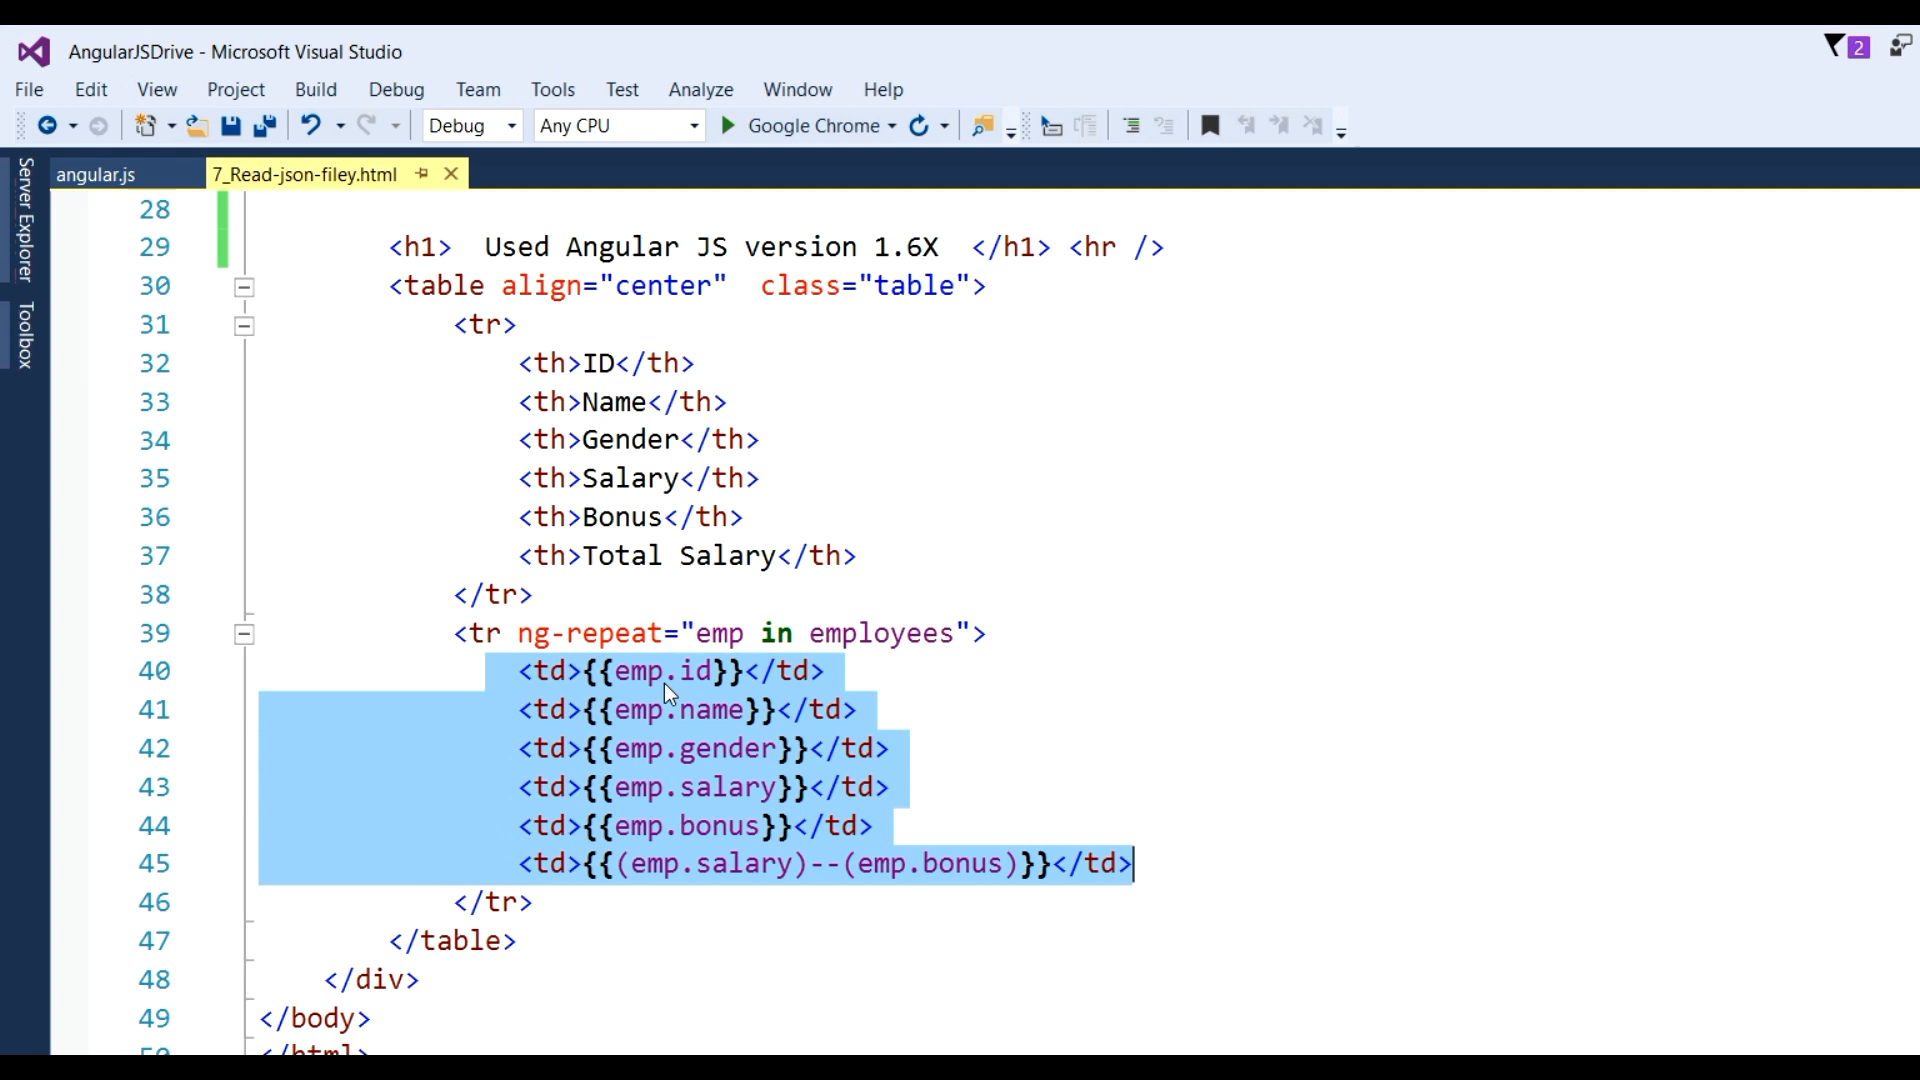 AngularJSDrive - Microsoft Visual Studio
2
File Edit View Project Build Debug Team Tools Test Analyze Window Help
Debug Any CPU Google Chrome
Server Explorer
Toolbox
angular.js 7_Read-json-filey.html
28
29 <h1>  Used Angular JS version 1.6X  </h1> <hr />
30 <table align="center"  class="table">
31 <tr>
32 <th>ID</th>
33 <th>Name</th>
34 <th>Gender</th>
35 <th>Salary</th>
36 <th>Bonus</th>
37 <th>Total Salary</th>
38 </tr>
39 <tr ng-repeat="emp in employees">
40 <td>{{emp.id}}</td>
41 <td>{{emp.name}}</td>
42 <td>{{emp.gender}}</td>
43 <td>{{emp.salary}}</td>
44 <td>{{emp.bonus}}</td>
45 <td>{{(emp.salary)--(emp.bonus)}}</td>
46 </tr>
47 </table>
48 </div>
49 </body>
50 </html>